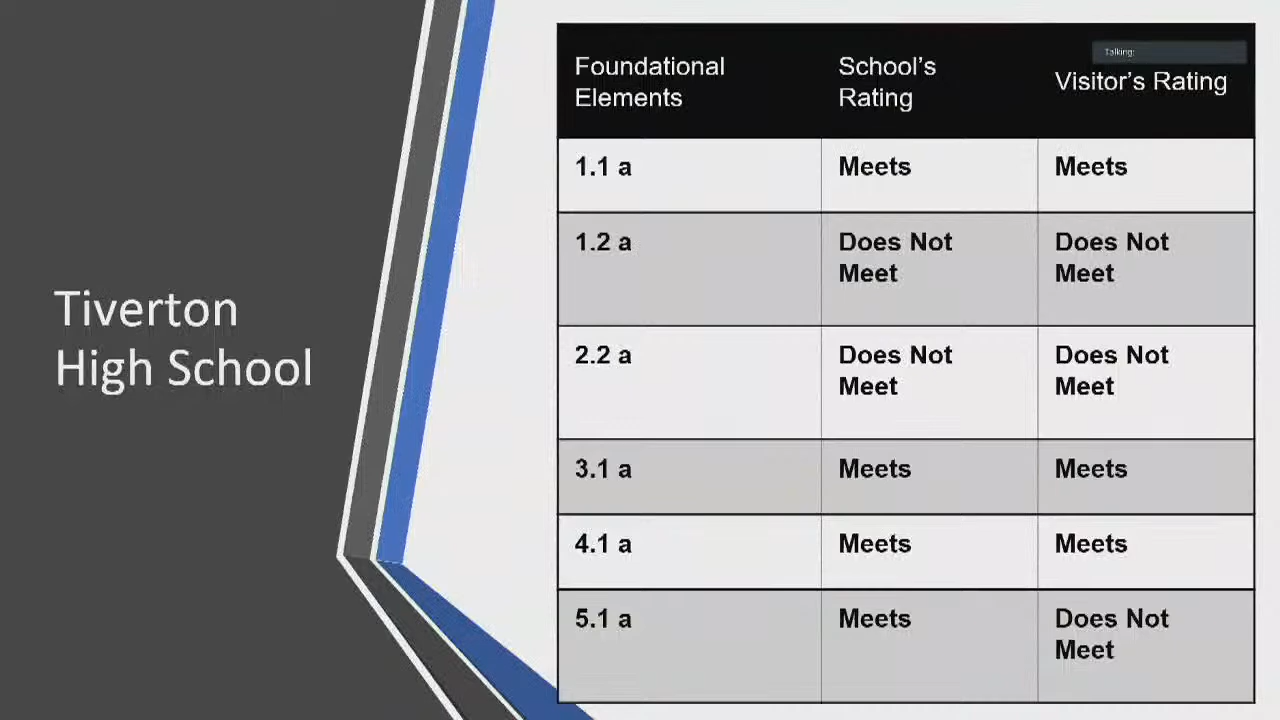 Tiverton
High School
Talking:
Foundational Elements School's Rating Visitor's Rating
1.1 a Meets Meets
1.2 a Does Not Meet Does Not Meet
2.2 a Does Not Meet Does Not Meet
3.1 a Meets Meets
4.1 a Meets Meets
5.1 a Meets Does Not Meet